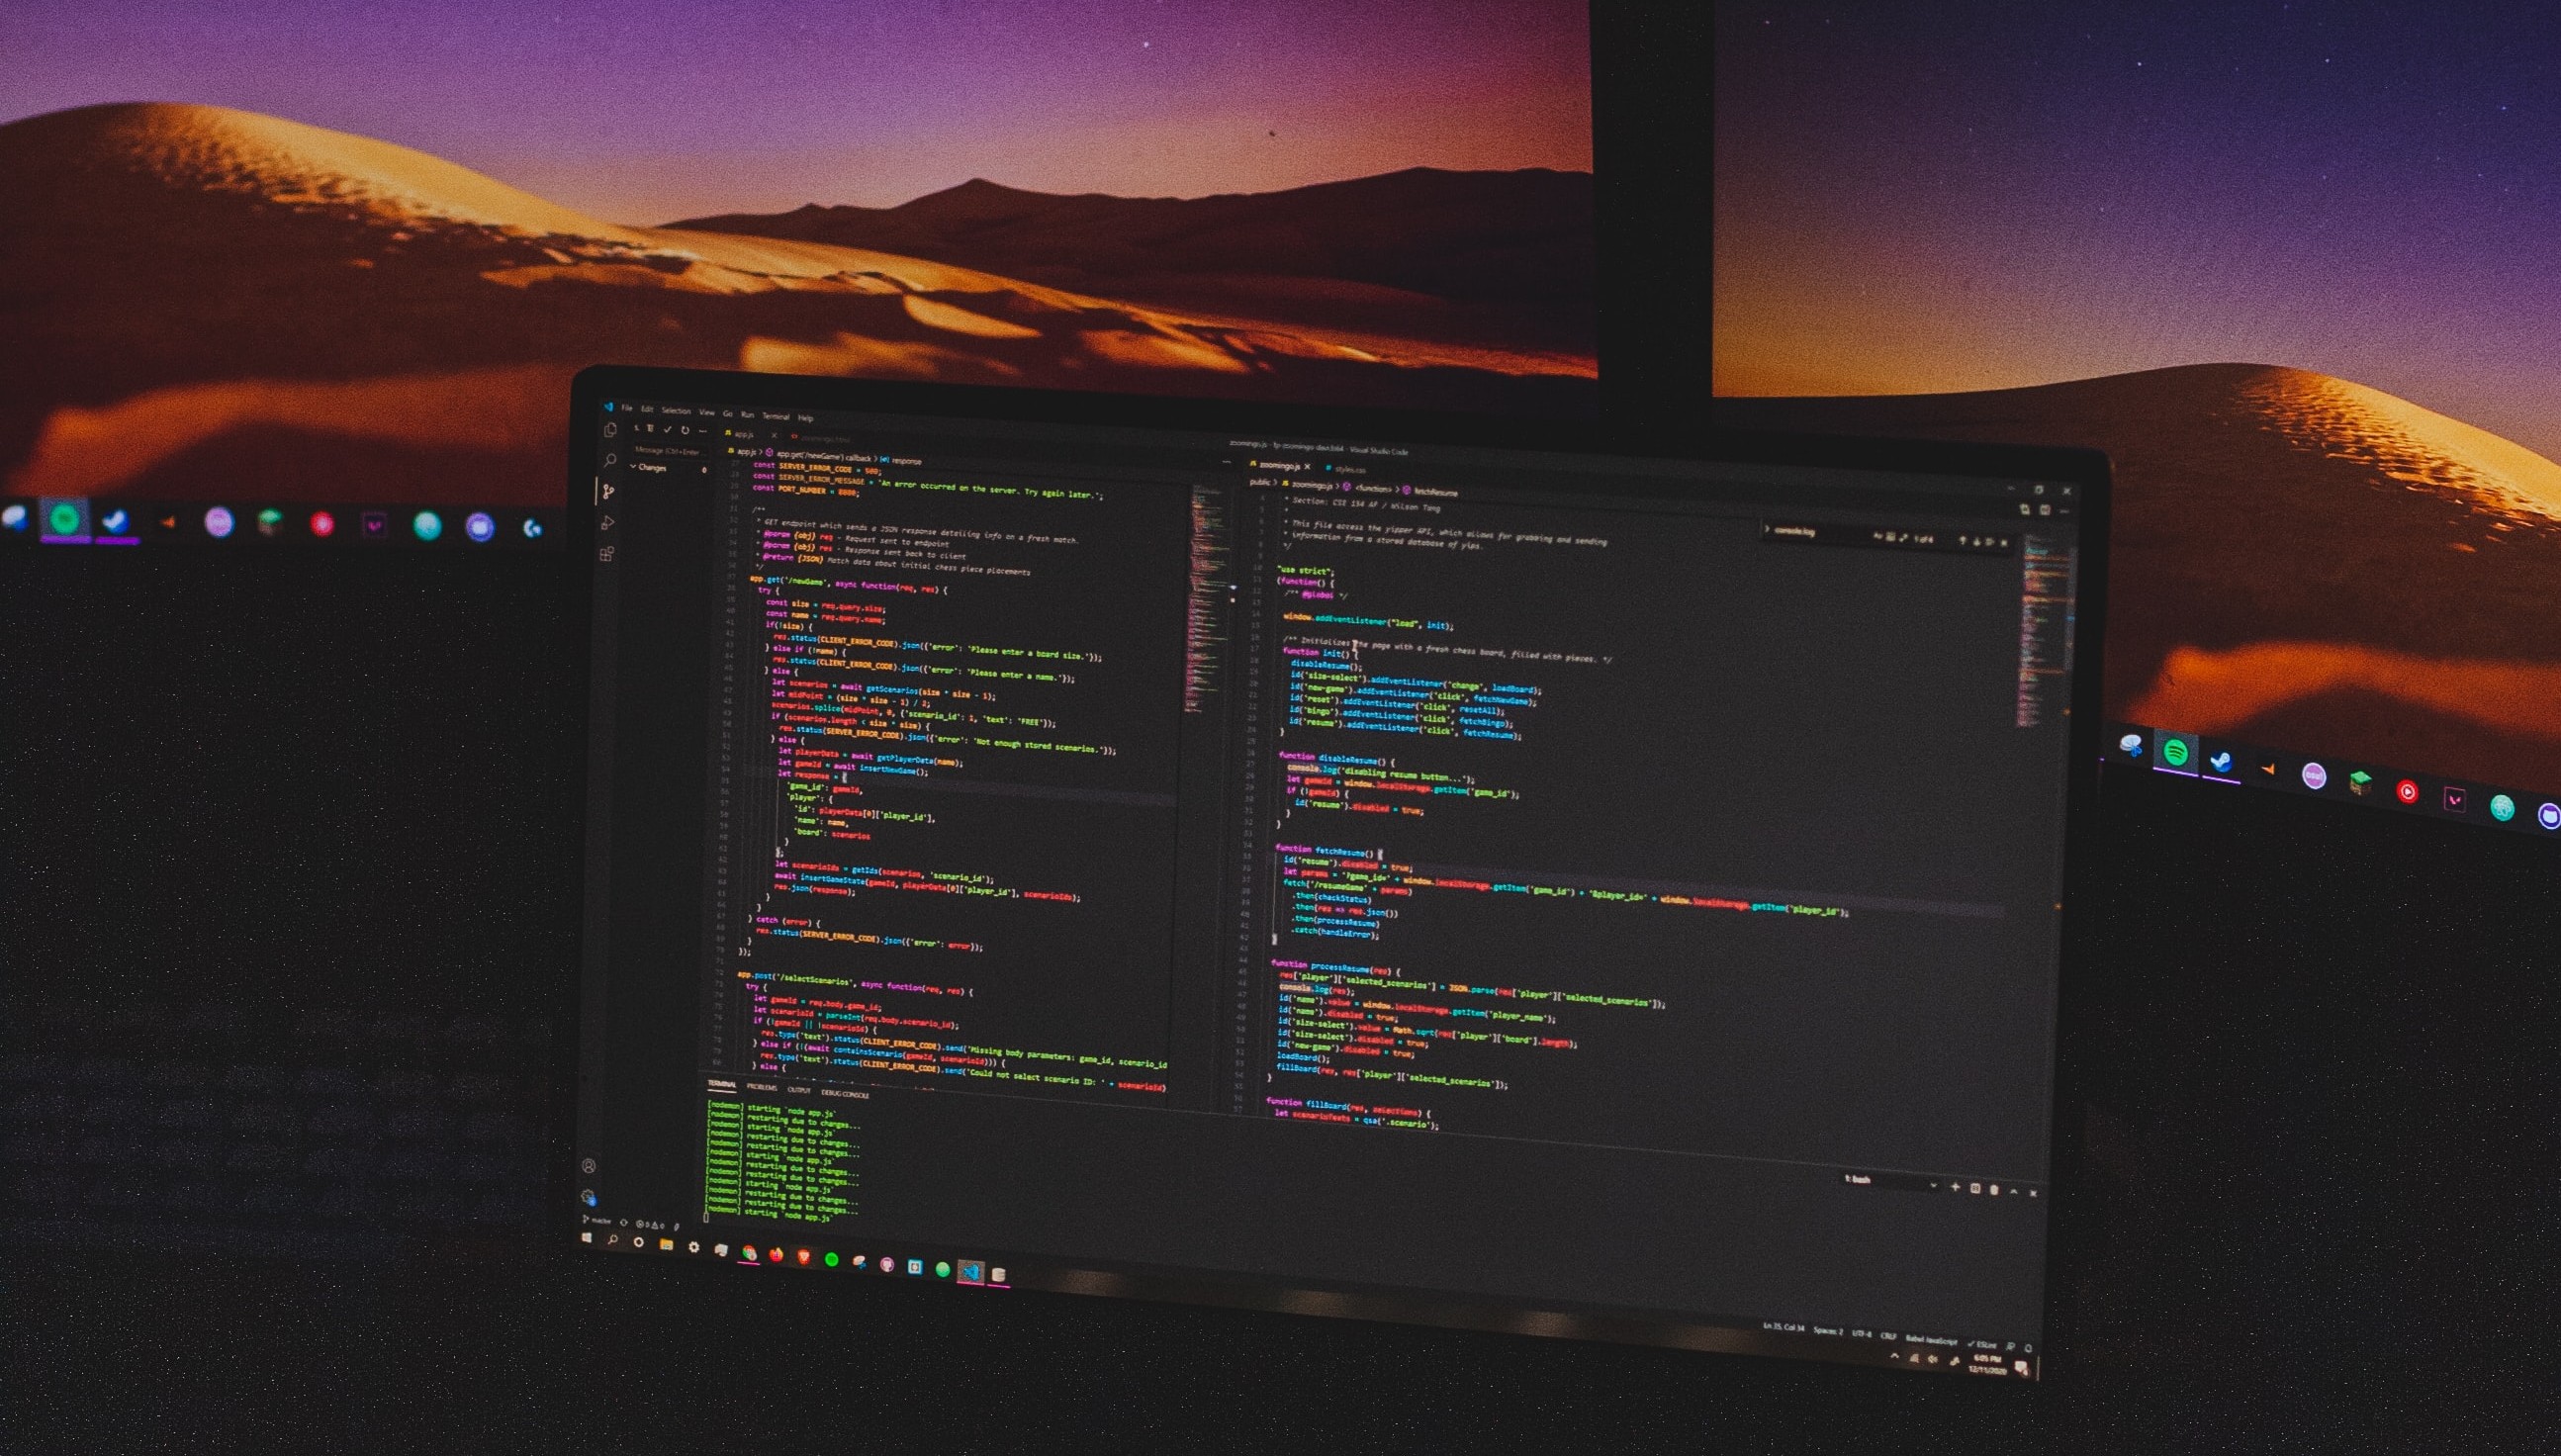 File Edit Selection View Go Run Terminal Help
zoomingo.js - Visual Studio Code
app.js
app.js > app.get('/newGame') callback > response
Changes 0
const SERVER_ERROR_CODE = 500;
const SERVER_ERROR_MESSAGE = 'An error occurred on the server. Try again later.';
const PORT_NUMBER = 8000;
/**
* GET endpoint which sends a JSON response detailing info on a fresh match.
* @param {obj} req - Request sent to endpoint
* @param {obj} res - Response sent back to client
* @return {JSON} Match data about initial chess piece placements
*/
app.get('/newGame', async function(req, res) {
try {
const size = req.query.size;
const name = req.query.name;
if(!size) {
res.status(CLIENT_ERROR_CODE).json({'error': 'Please enter a board size.'});
} else if (!name) {
res.status(CLIENT_ERROR_CODE).json({'error': 'Please enter a name.'});
} else {
let scenarios = await getScenarios(size * size - 1);
let midPoint = (size * size - 1) / 2;
scenarios.splice(midPoint, 0, {'scenario_id': 1, 'text': 'FREE'});
if (scenarios.length < size * size) {
res.status(SERVER_ERROR_CODE).json({'error': 'Not enough stored scenarios.'});
} else {
let playerData = await getPlayerData(name);
let gameId = await insertNewGame();
let response = {
'game_id': gameId,
'player': {
'id': playerData[0]['player_id'],
'name': name,
'board': scenarios
}
};
let scenarioIds = getIds(scenarios, 'scenario_id');
await insertGameState(gameId, playerData[0]['player_id'], scenarioIds);
res.json(response);
}
}
} catch (error) {
res.status(SERVER_ERROR_CODE).json({'error': error});
}
});
app.post('/selectScenarios', async function(req, res) {
try {
let gameId = req.body.game_id;
let scenarioId = parseInt(req.body.scenario_id);
if (!gameId || !scenarioId) {
res.type('text').status(CLIENT_ERROR_CODE).send('Missing body parameters: game_id, scenario_id
} else if (!(await containsScenario(gameId, scenarioId))) {
res.type('text').status(CLIENT_ERROR_CODE).send('Could not select scenario ID: ' + scenarioId)
} else {
zoomingo.js styles.css
public > zoomingo.js > <function> > fetchResume
console.log 1 of 4
* Section: CSE 154 AF / Wilson Tang
*
* This file access the yipper API, which allows for grabbing and sending
* information from a stored database of yips.
*/
"use strict";
(function() {
/** @global */
window.addEventListener("load", init);
/** Initializes the page with a fresh chess board, filled with pieces. */
function init() {
disableResume();
id('size-select').addEventListener('change', loadBoard);
id('new-game').addEventListener('click', fetchNewGame);
id('reset').addEventListener('click', resetAll);
id('bingo').addEventListener('click', fetchBingo);
id('resume').addEventListener('click', fetchResume);
}
function disableResume() {
console.log('disabling resume button...');
let gameId = window.localStorage.getItem('game_id');
if (!gameId) {
id('resume').disabled = true;
}
}
function fetchResume() {
id('resume').disabled = true;
let params = '?game_id=' + window.localStorage.getItem('game_id') + '&player_id=' + window.localStorage.getItem('player_id');
fetch('/resumeGame' + params)
.then(checkStatus)
.then(res => res.json())
.then(processResume)
.catch(handleError);
}
function processResume(res) {
res['player']['selected_scenarios'] = JSON.parse(res['player']['selected_scenarios']);
console.log(res);
id('name').value = window.localStorage.getItem('player_name');
id('name').disabled = true;
id('size-select').value = Math.sqrt(res['player']['board'].length);
id('size-select').disabled = true;
id('new-game').disabled = true;
loadBoard();
fillBoard(res, res['player']['selected_scenarios']);
}
function fillBoard(res, selections) {
let scenarioTexts = qsa('.scenario');
TERMINAL PROBLEMS OUTPUT DEBUG CONSOLE
1: bash
[nodemon] starting `node app.js`
[nodemon] restarting due to changes...
[nodemon] starting `node app.js`
[nodemon] restarting due to changes...
[nodemon] restarting due to changes...
[nodemon] starting `node app.js`
[nodemon] restarting due to changes...
[nodemon] restarting due to changes...
[nodemon] starting `node app.js`
[nodemon] restarting due to changes...
[nodemon] restarting due to changes...
[nodemon] starting `node app.js`
master
Ln 35, Col 34 Spaces: 2 UTF-8 CRLF Babel JavaScript ESLint
6:05 PM
12/11/2020
osu!